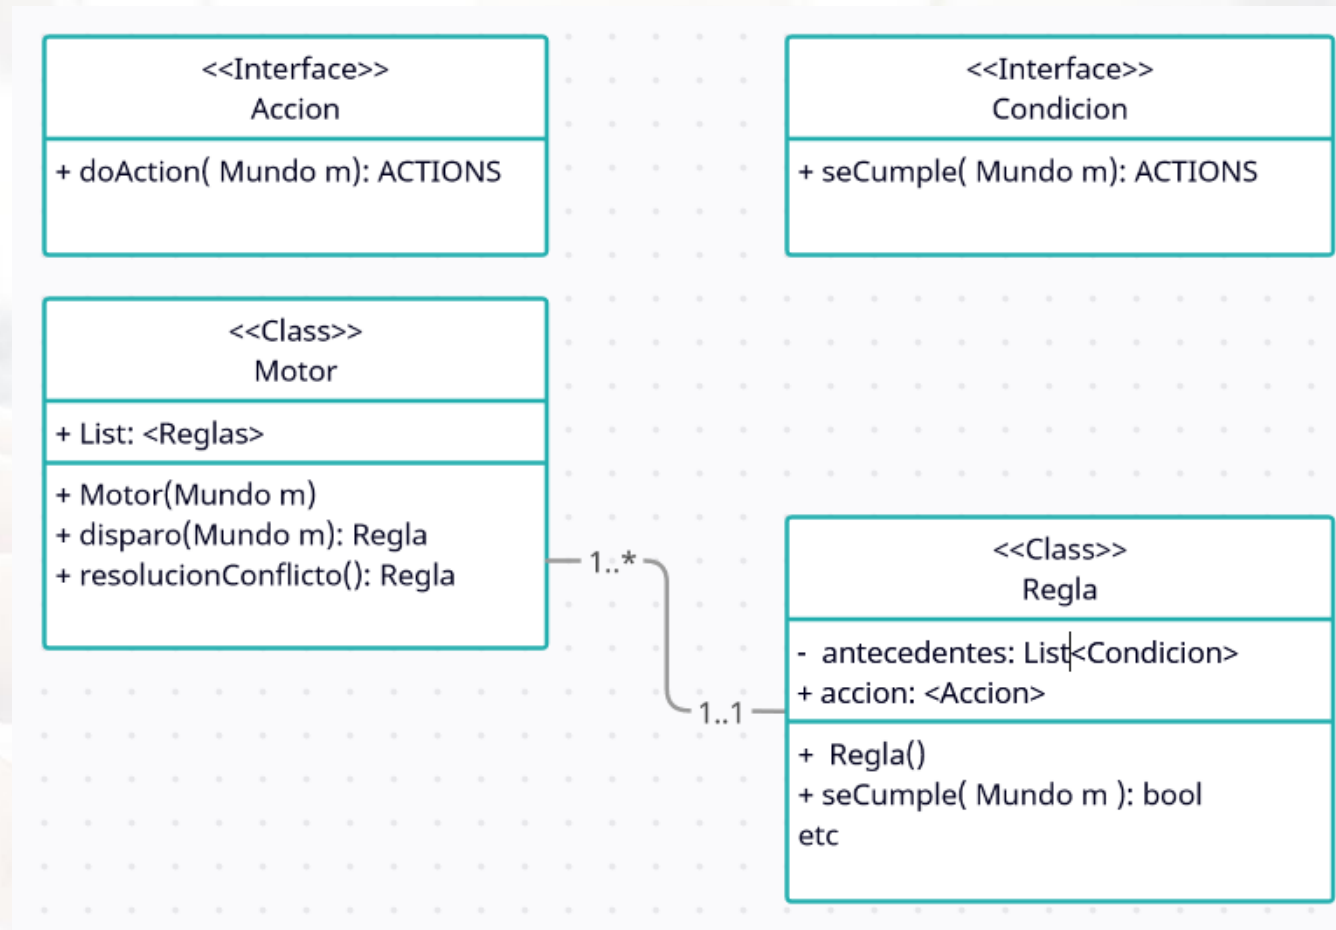 <<Interface>>
Accion
+ doAction( Mundo m): ACTIONS
<<Interface>>
Condicion
+ seCumple( Mundo m): ACTIONS
<<Class>>
Motor
+ List: <Reglas>
+ Motor(Mundo m)
+ disparo(Mundo m): Regla
+ resolucionConflicto(): Regla
1..*
1..1
<<Class>>
Regla
- antecedentes: List<Condicion>
+ accion: <Accion>
+ Regla()
+ seCumple( Mundo m ): bool
etc